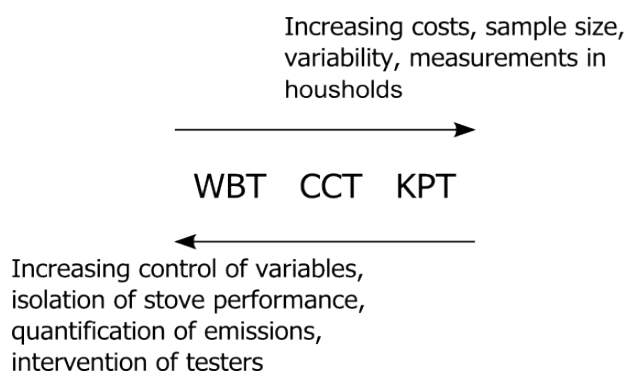 Increasing costs, sample size,
variability, measurements in
housholds
WBT CCT KPT
Increasing control of variables,
isolation of stove performance,
quantification of emissions,
intervention of testers